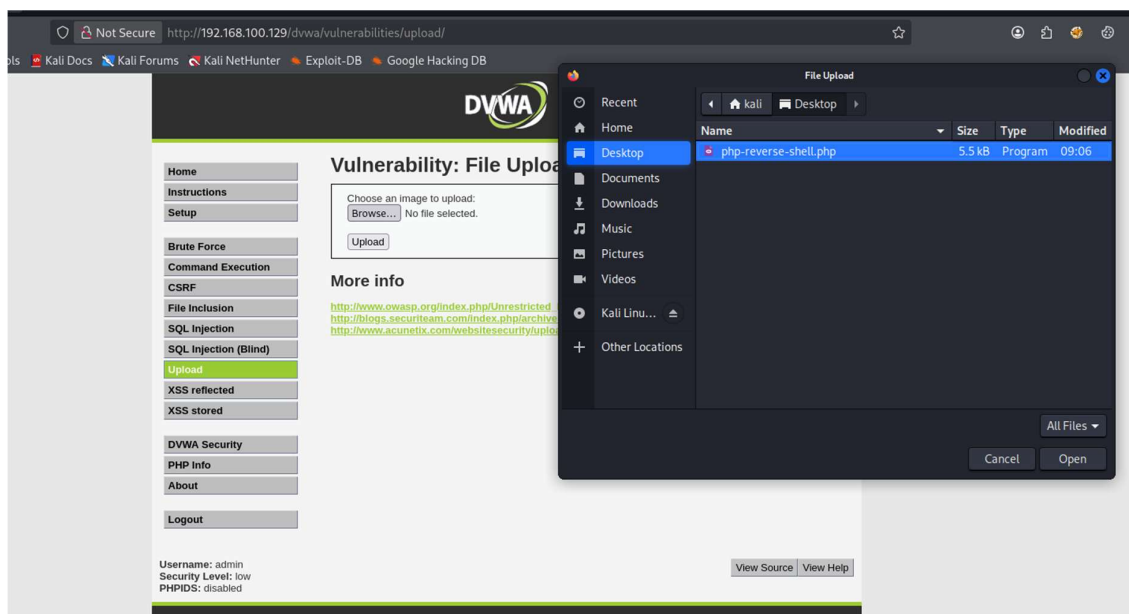 Not Secure http://192.168.100.129/dvwa/vulnerabilities/upload/
Kali Docs Kali Forums Kali NetHunter Exploit-DB Google Hacking DB
DVWA
Home
Instructions
Setup
Brute Force
Command Execution
CSRF
File Inclusion
SQL Injection
SQL Injection (Blind)
Upload
XSS reflected
XSS stored
DVWA Security
PHP Info
About
Logout
Username: admin
Security Level: low
PHPIDS: disabled
Vulnerability: File Uploa
Choose an image to upload:
Browse... No file selected.
Upload
More info
http://www.owasp.org/index.php/Unrestricted
http://blogs.securiteam.com/index.php/archive
http://www.acunetix.com/websitesecurity/uploa
View Source View Help
File Upload
Recent
Home
Desktop
Documents
Downloads
Music
Pictures
Videos
Kali Linu...
Other Locations
kali Desktop
Name Size Type Modified
php-reverse-shell.php 5.5 kB Program 09:06
All Files
Cancel Open